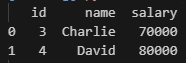 id name salary
0 3 Charlie 70000
1 4 David 80000